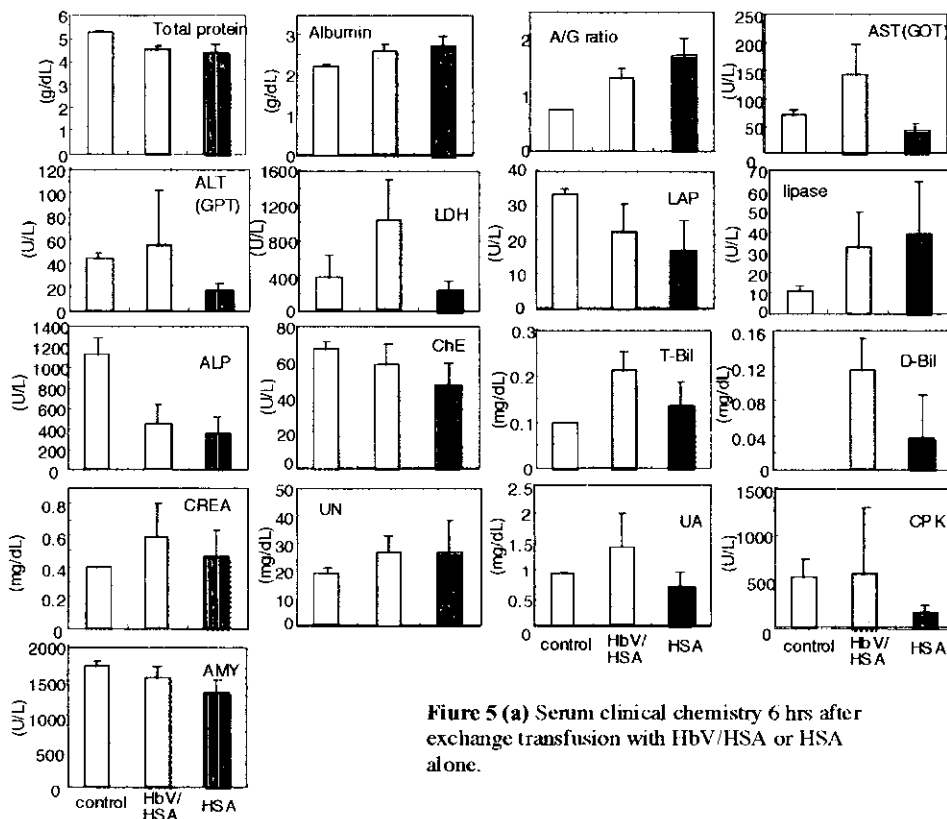 Total protein
6
5
4
3
2
1
0
(g/dL)
Albumin
3
2
1
0
(g/dL)
A/G ratio
2
1
0
AST(GOT)
200
150
100
50
0
(U/L)
ALT
(GPT)
120
100
80
60
40
20
0
(U/L)
LDH
1600
1200
800
400
0
(U/L)
LAP
40
30
20
10
0
(U/L)
lipase
70
60
50
40
30
20
10
0
(U/L)
ALP
1400
1200
1000
800
600
400
200
0
(U/L)
ChE
80
60
40
20
0
(U/L)
T-Bil
0.3
0.2
0.1
0
(mg/dL)
D-Bil
0.16
0.12
0.08
0.04
0
(mg/dL)
CREA
0.8
0.6
0.4
0.2
0
(mg/dL)
UN
50
40
30
20
10
0
(mg/dL)
UA
2.5
2
1.5
1
0.5
0
(mg/dL)
control
HbV/
HSA
HSA
CPK
1500
1000
500
0
(U/L)
control
HbV/
HSA
HSA
AMY
2000
1500
1000
500
0
(U/L)
control
HbV/
HSA
HSA
Fiure 5 (a) Serum clinical chemistry 6 hrs after
exchange transfusion with HbV/HSA or HSA
alone.